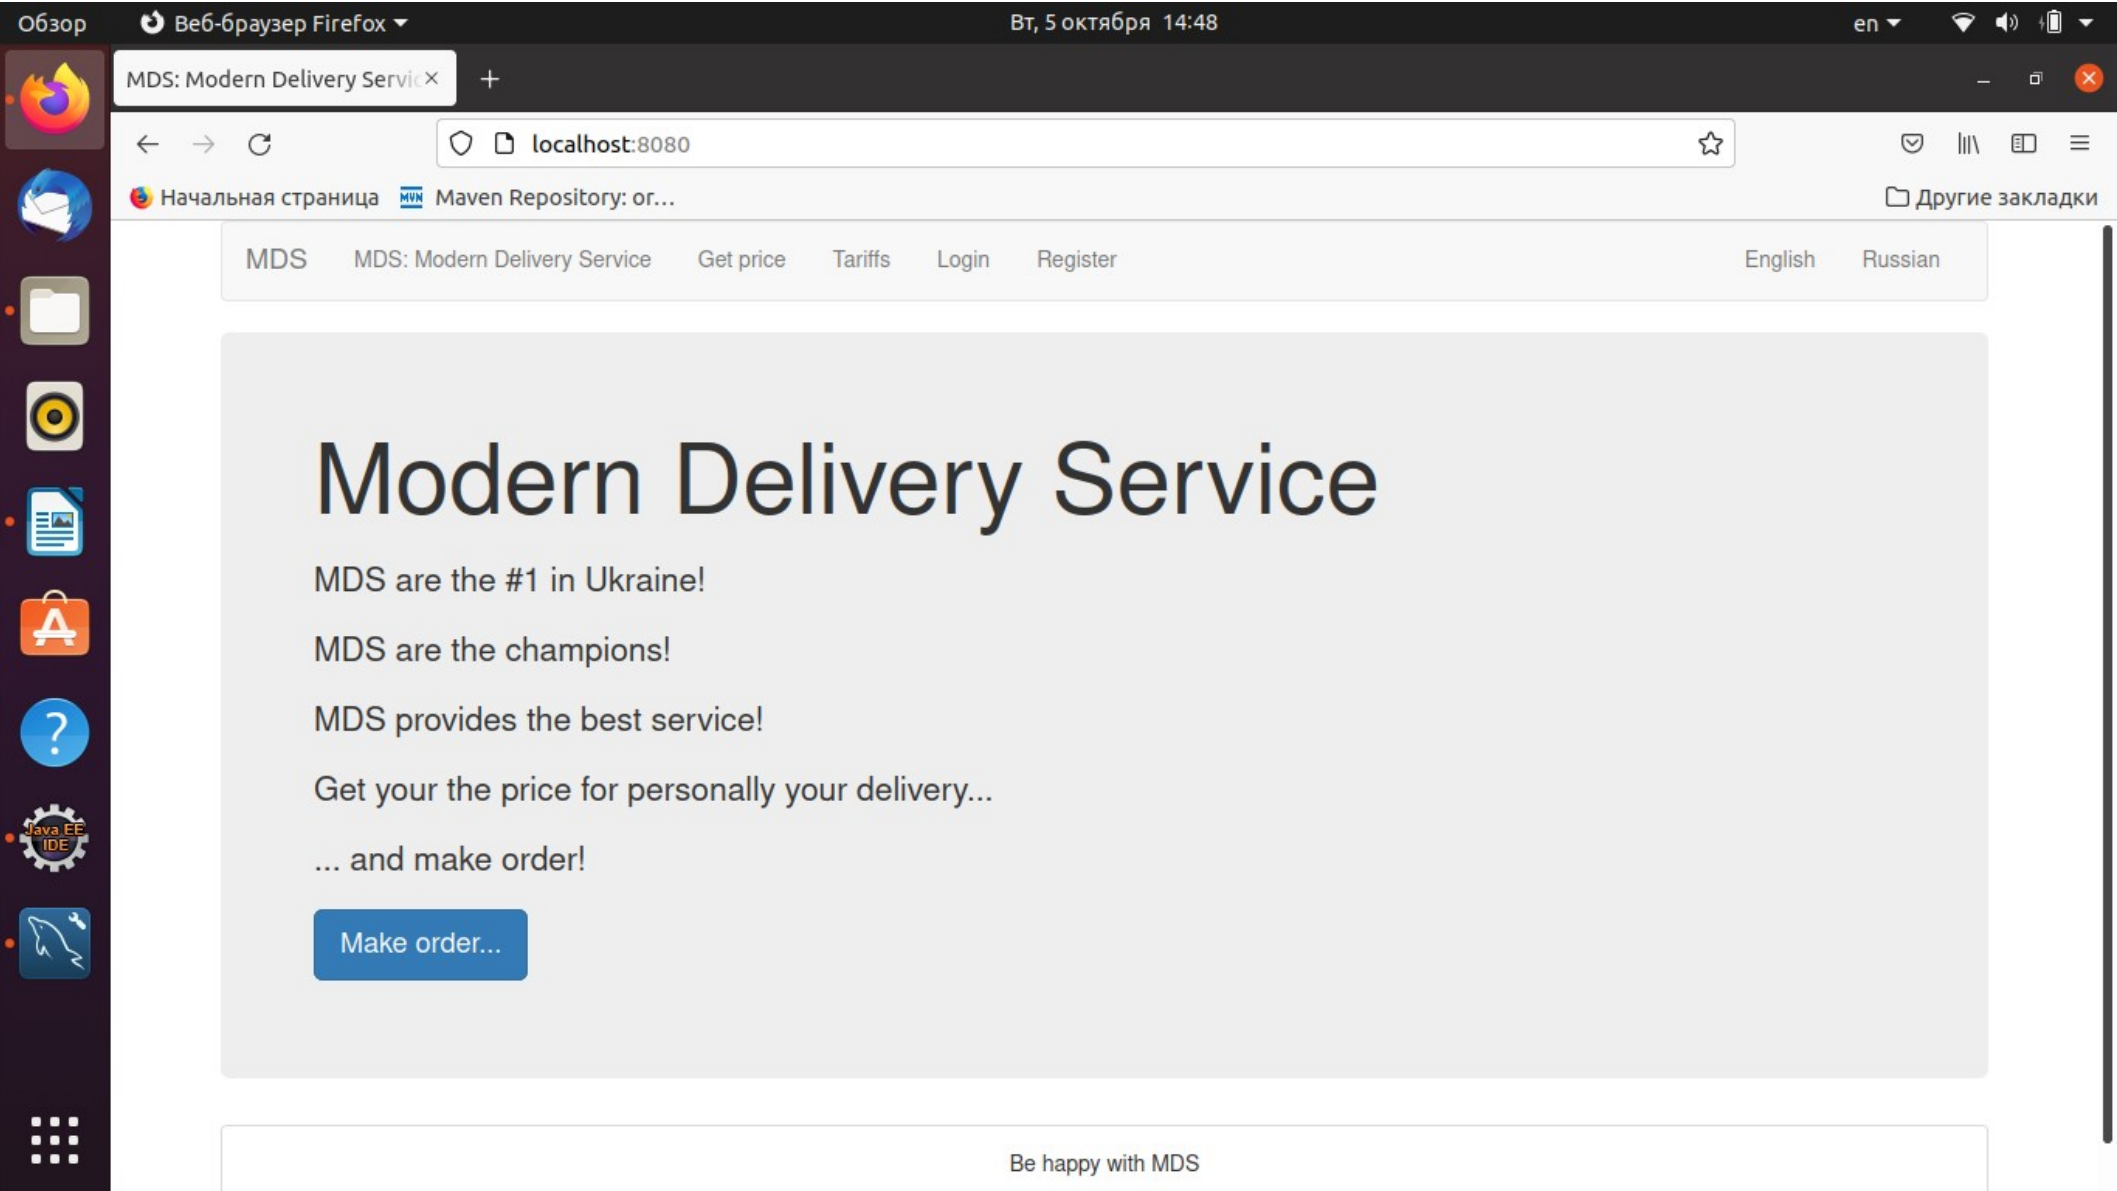 Обзор Веб-браузер Firefox Вт, 5 октября 14:48 en
MDS: Modern Delivery Servic
localhost:8080
Начальная страница MVN Maven Repository: or... Другие закладки
MDS MDS: Modern Delivery Service Get price Tariffs Login Register English Russian
Modern Delivery Service
MDS are the #1 in Ukraine!
MDS are the champions!
MDS provides the best service!
Get your the price for personally your delivery...
... and make order!
Make order...
Java EE
IDE
Be happy with MDS